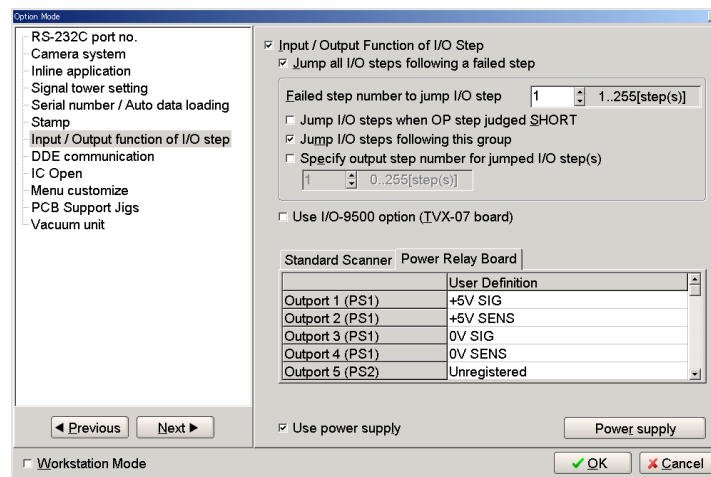 Option Mode
RS-232C port no.
Camera system
Inline application
Signal tower setting
Serial number / Auto data loading
Stamp
Input / Output function of I/O step
DDE communication
IC Open
Menu customize
PCB Support Jigs
Vacuum unit
Previous
Next
Workstation Mode
Input / Output Function of I/O Step
Jump all I/O steps following a failed step
Failed step number to jump I/O step 1 1..255[step(s)]
Jump I/O steps when OP step judged SHORT
Jump I/O steps following this group
Specify output step number for jumped I/O step(s)
1 0..255[step(s)]
Use I/O-9500 option (TVX-07 board)
Standard Scanner Power Relay Board
User Definition
Outport 1 (PS1) +5V SIG
Outport 2 (PS1) +5V SENS
Outport 3 (PS1) 0V SIG
Outport 4 (PS1) 0V SENS
Outport 5 (PS2) Unregistered
Use power supply Power supply
OK Cancel